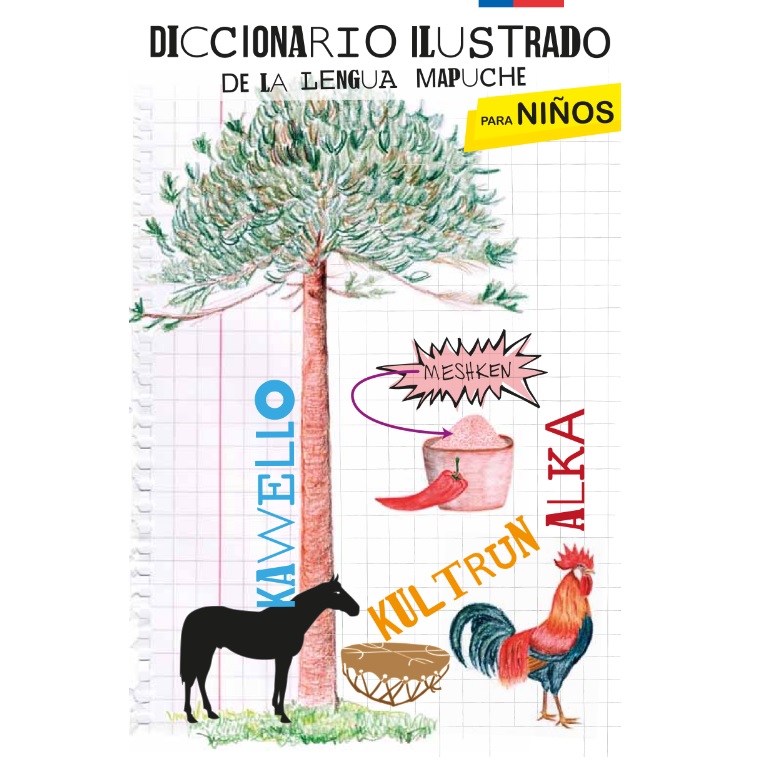 DICCIONARIO ILUSTRADO
DE LA LENGUA MAPUCHE
PARA NIÑOS
MESHKEN
KAWELLO
ALKA
KULTRUN